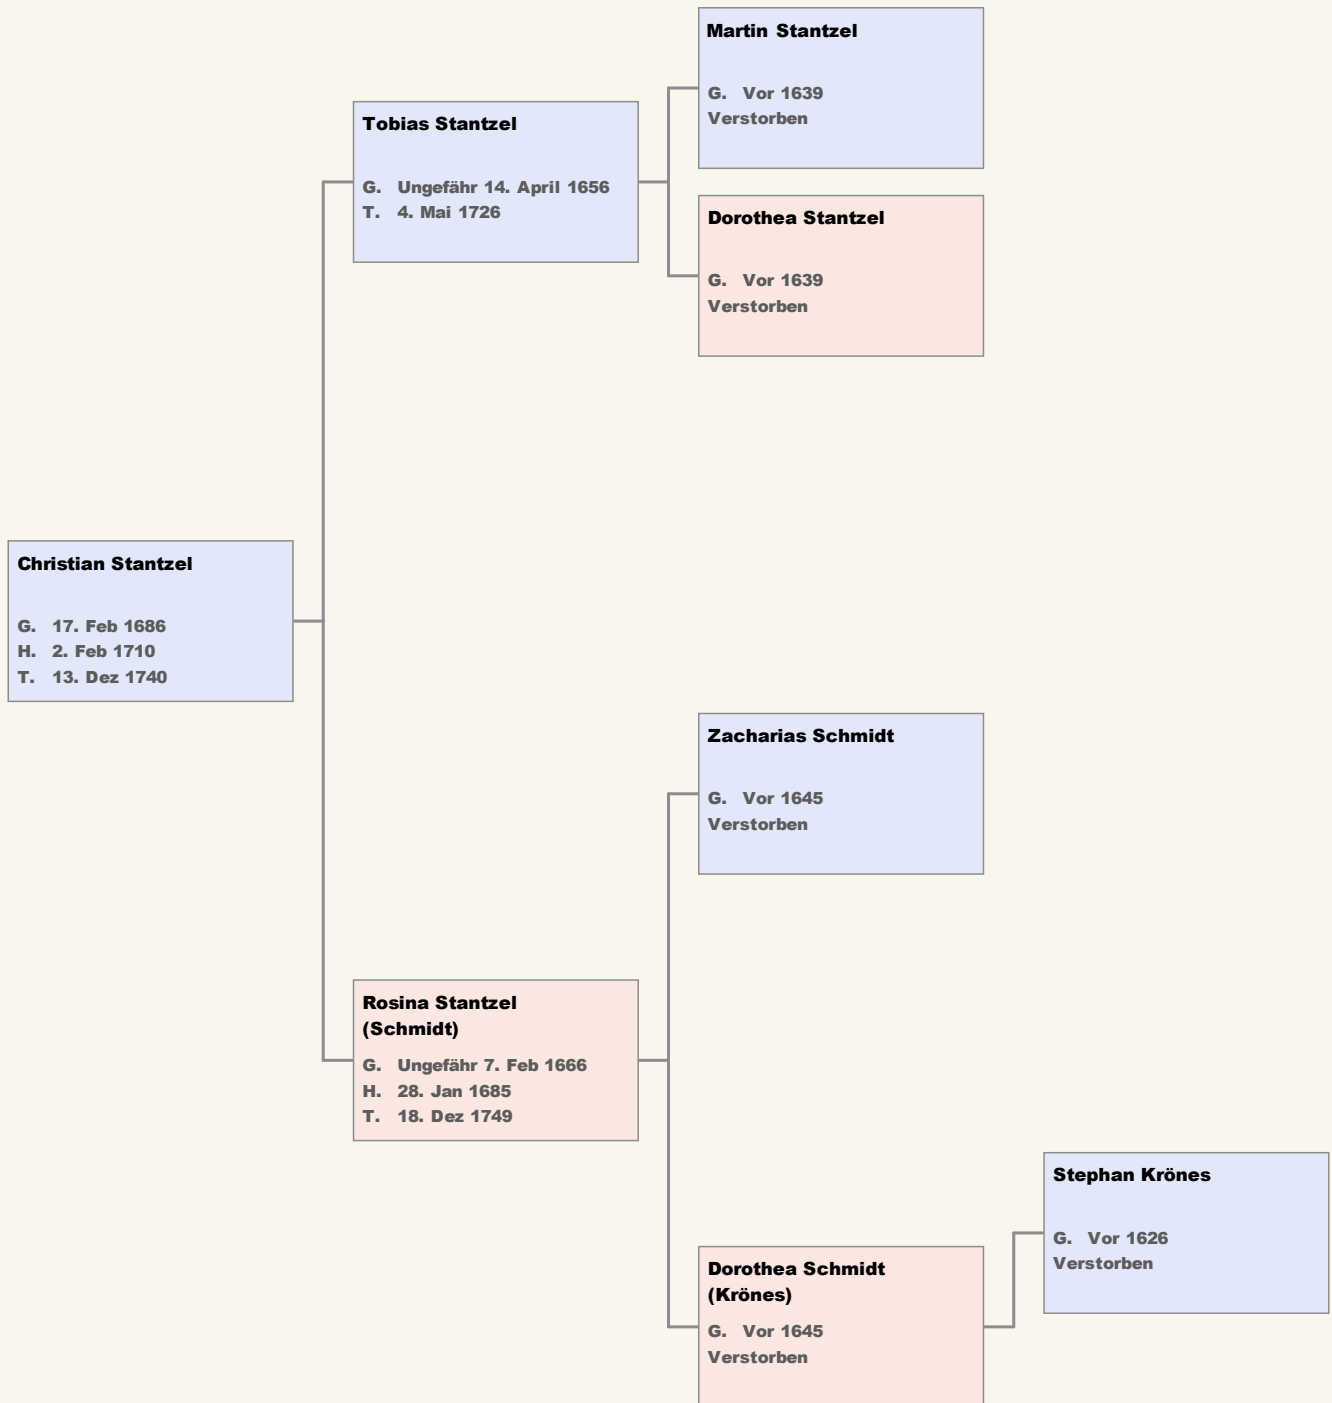 Martin Stantzel
G. Vor 1639
Verstorben
Tobias Stantzel
G. Ungefähr 14. April 1656
T. 4. Mai 1726
Dorothea Stantzel
G. Vor 1639
Verstorben
Christian Stantzel
G. 17. Feb 1686
H. 2. Feb 1710
T. 13. Dez 1740
Zacharias Schmidt
G. Vor 1645
Verstorben
Rosina Stantzel
(Schmidt)
G. Ungefähr 7. Feb 1666
H. 28. Jan 1685
T. 18. Dez 1749
Stephan Krönes
G. Vor 1626
Verstorben
Dorothea Schmidt
(Krönes)
G. Vor 1645
Verstorben